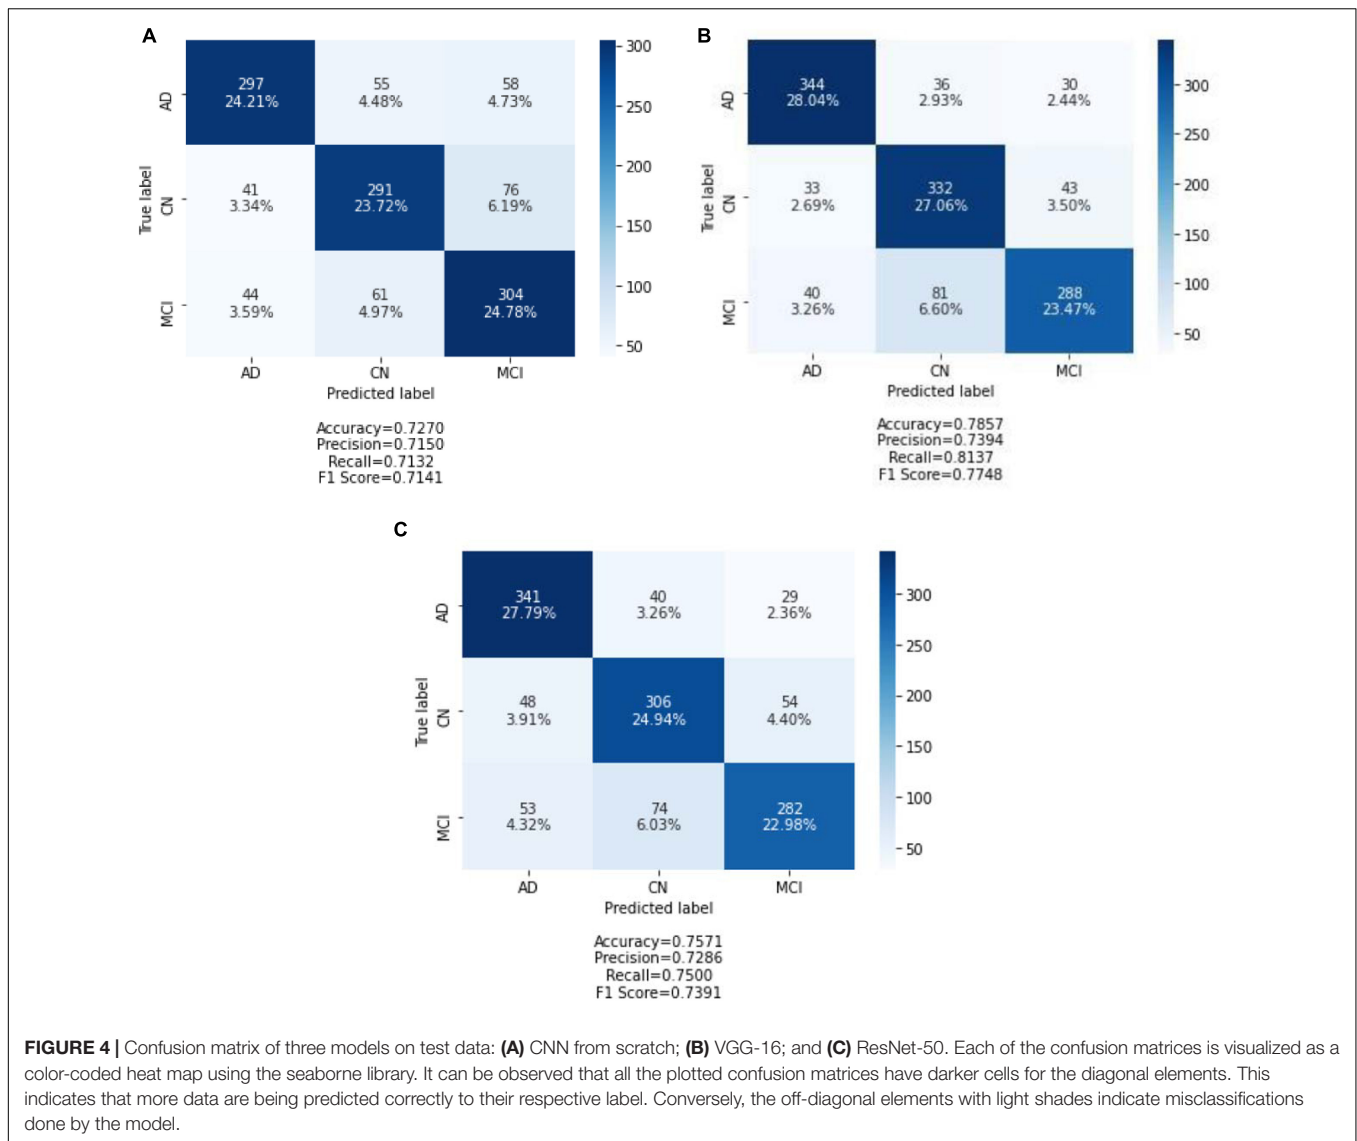 A
297
24.21%
55
4.48%
58
4.73%
41
3.34%
291
23.72%
76
6.19%
44
3.59%
61
4.97%
304
24.78%
AD
CN
MCI
True label
AD
CN
MCI
Predicted label
300
250
200
150
100
50
Accuracy=0.7270
Precision=0.7150
Recall=0.7132
F1 Score=0.7141
B
344
28.04%
36
2.93%
30
2.44%
33
2.69%
332
27.06%
43
3.50%
40
3.26%
81
6.60%
288
23.47%
AD
CN
MCI
True label
AD
CN
MCI
Predicted label
300
250
200
150
100
50
Accuracy=0.7857
Precision=0.7394
Recall=0.8137
F1 Score=0.7748
C
341
27.79%
40
3.26%
29
2.36%
48
3.91%
306
24.94%
54
4.40%
53
4.32%
74
6.03%
282
22.98%
AD
CN
MCI
True label
AD
CN
MCI
Predicted label
300
250
200
150
100
50
Accuracy=0.7571
Precision=0.7286
Recall=0.7500
F1 Score=0.7391
FIGURE 4 | Confusion matrix of three models on test data: (A) CNN from scratch; (B) VGG-16; and (C) ResNet-50. Each of the confusion matrices is visualized as a
color-coded heat map using the seaborne library. It can be observed that all the plotted confusion matrices have darker cells for the diagonal elements. This
indicates that more data are being predicted correctly to their respective label. Conversely, the off-diagonal elements with light shades indicate misclassifications
done by the model.